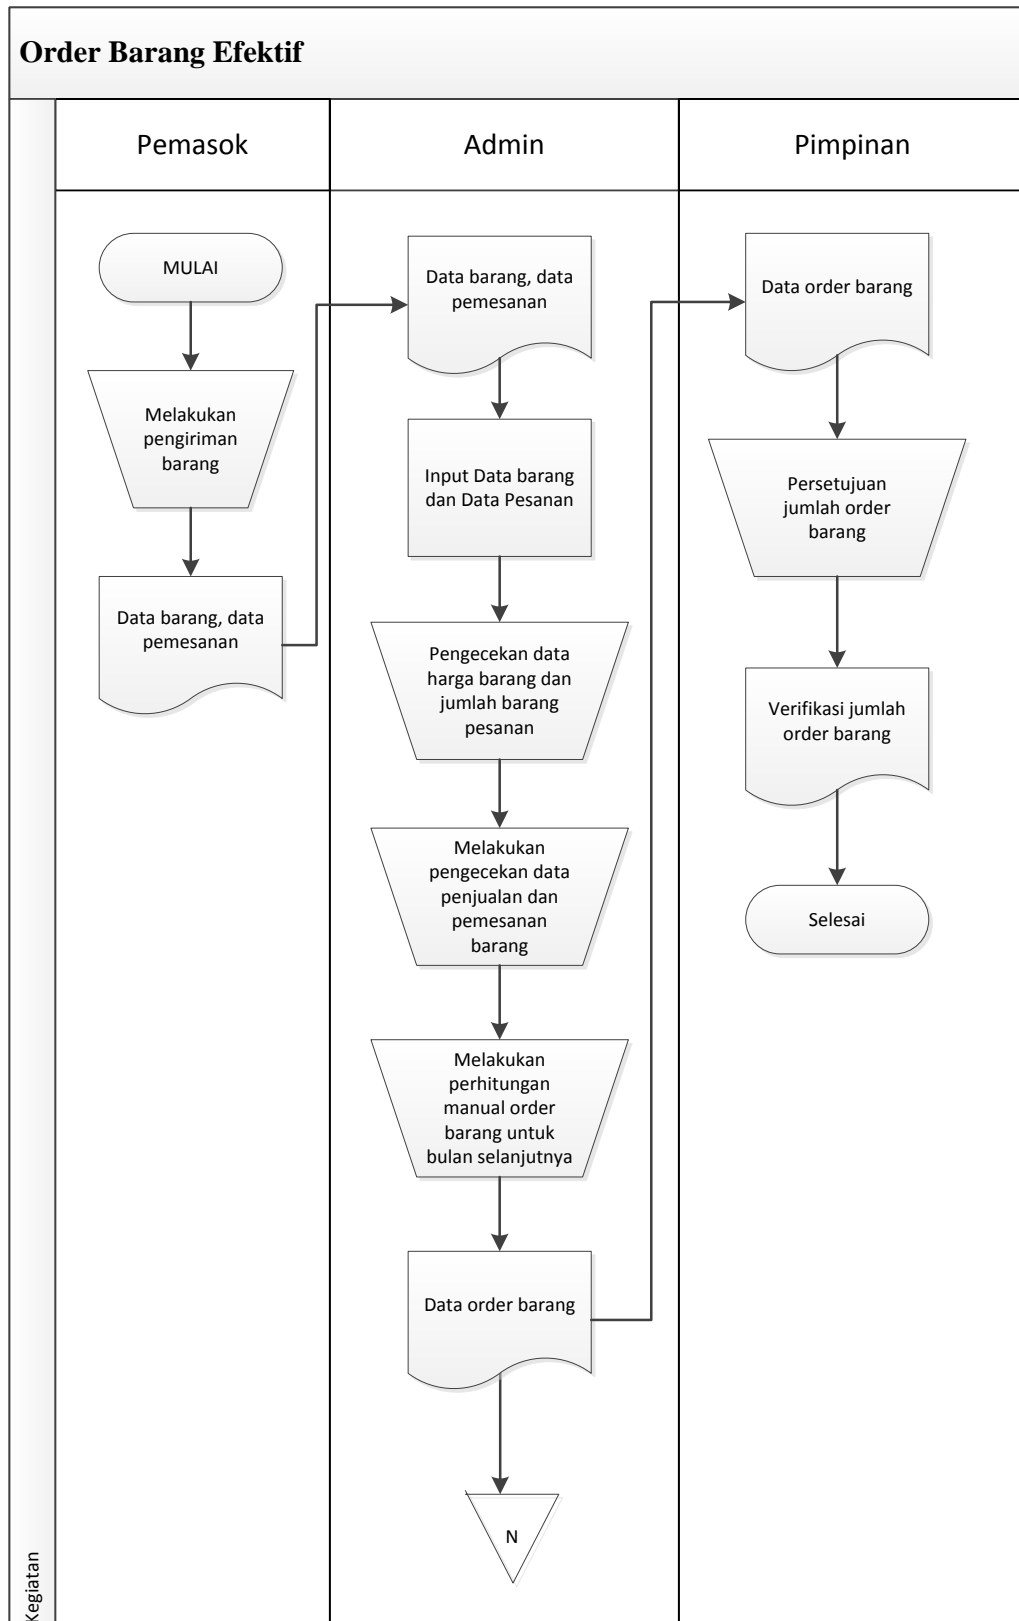 Order Barang Efektif
Pemasok
Admin
Pimpinan
MULAI
Melakukan
pengiriman
barang
Data barang, data
pemesanan
Data barang, data
pemesanan
Input Data barang
dan Data Pesanan
Pengecekan data
harga barang dan
jumlah barang
pesanan
Melakukan
pengecekan data
penjualan dan
pemesanan
barang
Melakukan
perhitungan
manual order
barang untuk
bulan selanjutnya
Data order barang
N
Data order barang
Persetujuan
jumlah order
barang
Verifikasi jumlah
order barang
Selesai
Kegiatan